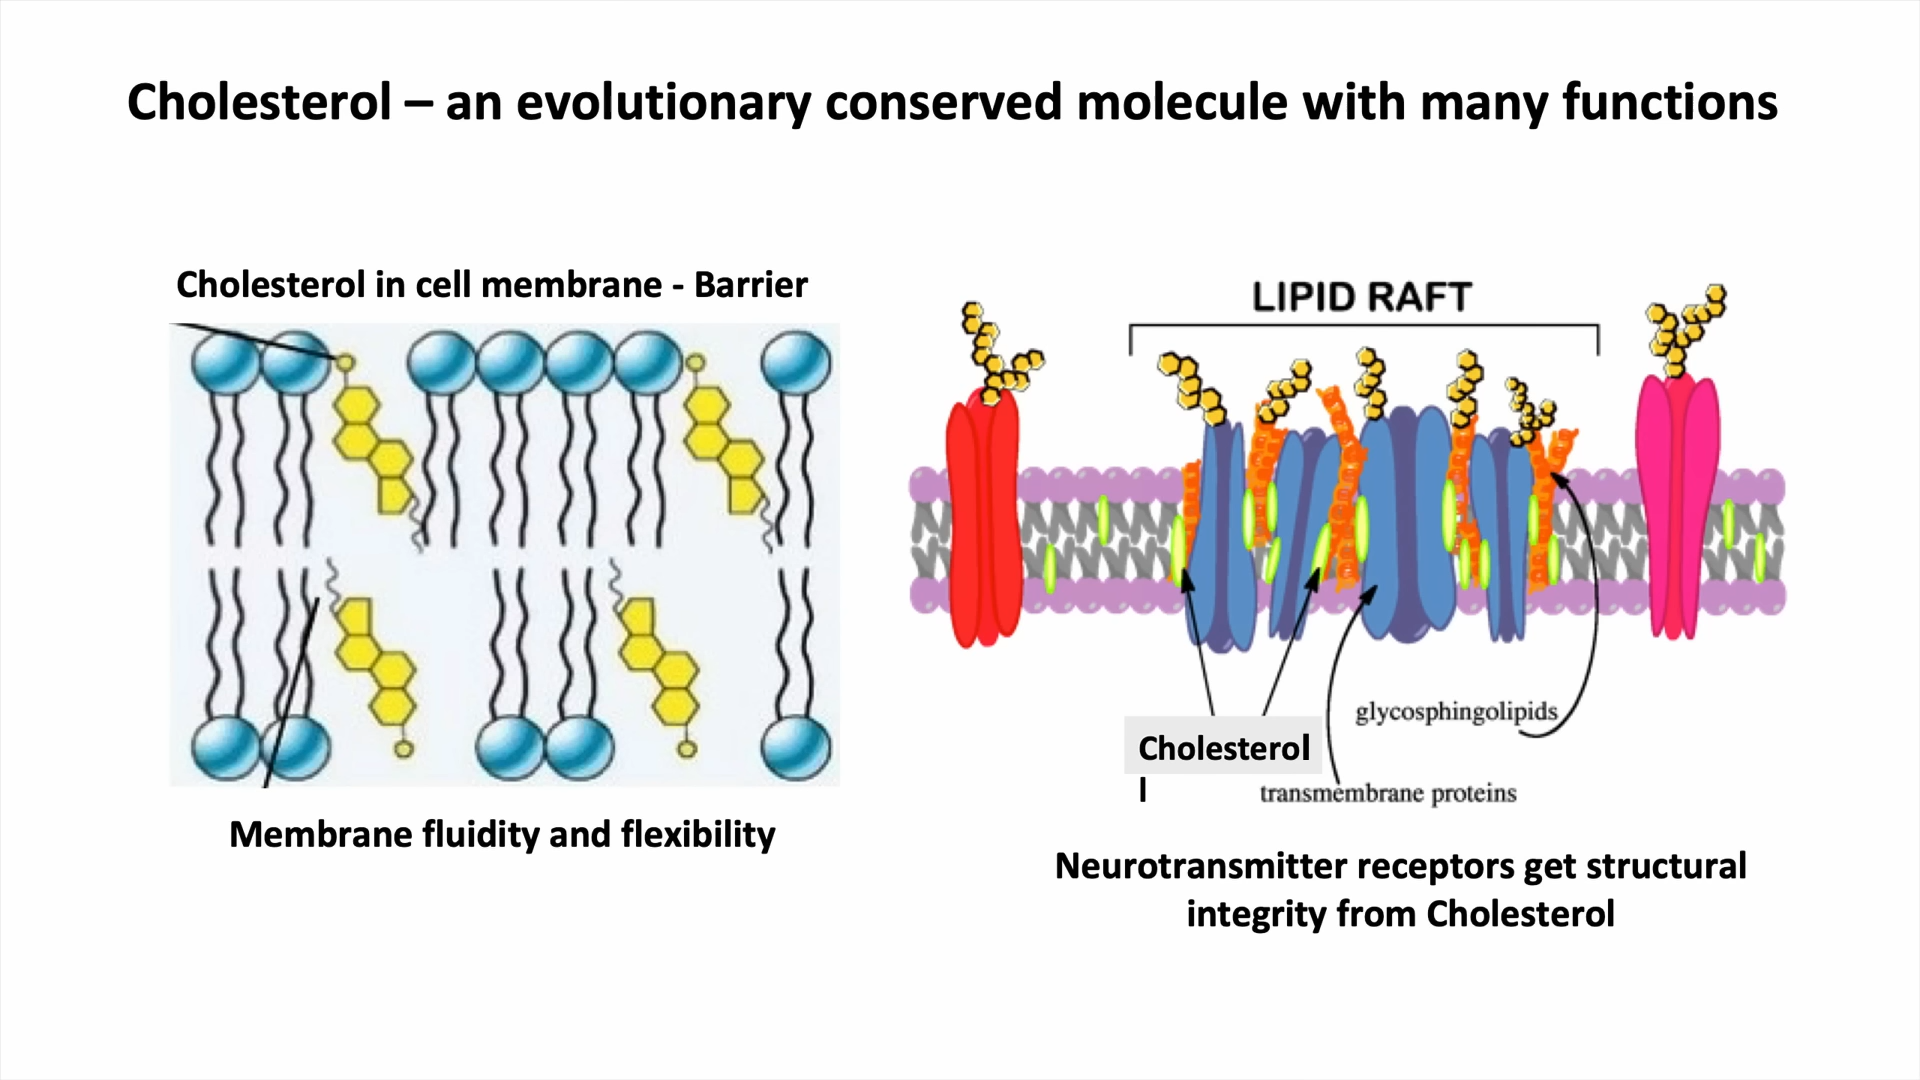 Cholesterol – an evolutionary conserved molecule with many functions
Cholesterol in cell membrane - Barrier
Membrane fluidity and flexibility
LIPID RAFT
glycosphingolipids
Cholesterol
l
transmembrane proteins
Neurotransmitter receptors get structural
integrity from Cholesterol